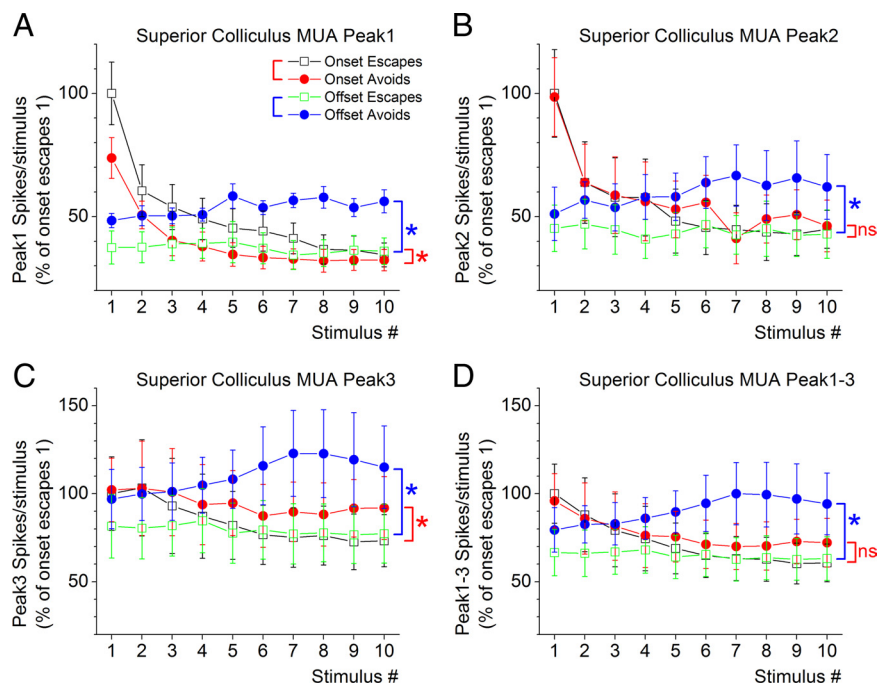 A
Superior Colliculus MUA Peak1
Peak1 Spikes/stimulus
(% of onset escapes 1)
100
50
Onset Escapes
Onset Avoids
Offset Escapes
Offset Avoids
*
*
1 2 3 4 5 6 7 8 9 10
Stimulus #
B
Superior Colliculus MUA Peak2
Peak2 Spikes/stimulus
(% of onset escapes 1)
100
50
*
ns
1 2 3 4 5 6 7 8 9 10
Stimulus #
C
Superior Colliculus MUA Peak3
Peak3 Spikes/stimulus
(% of onset escapes 1)
150
100
50
*
*
1 2 3 4 5 6 7 8 9 10
Stimulus #
D
Superior Colliculus MUA Peak1-3
Peak1-3 Spikes/stimulus
(% of onset escapes 1)
150
100
50
*
ns
1 2 3 4 5 6 7 8 9 10
Stimulus #